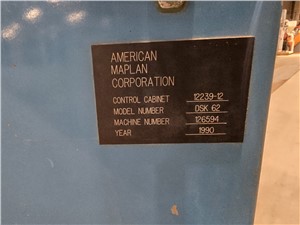 AMERICAN
MAPLAN
CORPORATION
CONTROL CABINET 12239-12
MODEL NUMBER DSK 62
MACHINE NUMBER 126594
YEAR 1990